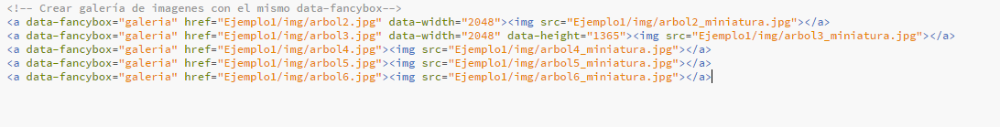 <!-- Crear galería de imagenes con el mismo data-fancybox-->
<a data-fancybox="galeria" href="Ejemplo1/img/arbol2.jpg" data-width="2048"><img src="Ejemplo1/img/arbol2_miniatura.jpg"></a>
<a data-fancybox="galeria" href="Ejemplo1/img/arbol3.jpg" data-width="2048" data-height="1365"><img src="Ejemplo1/img/arbol3_miniatura.jpg"></a>
<a data-fancybox="galeria" href="Ejemplo1/img/arbol4.jpg"><img src="Ejemplo1/img/arbol4_miniatura.jpg"></a>
<a data-fancybox="galeria" href="Ejemplo1/img/arbol5.jpg"><img src="Ejemplo1/img/arbol5_miniatura.jpg"></a>
<a data-fancybox="galeria" href="Ejemplo1/img/arbol6.jpg"><img src="Ejemplo1/img/arbol6_miniatura.jpg"></a>